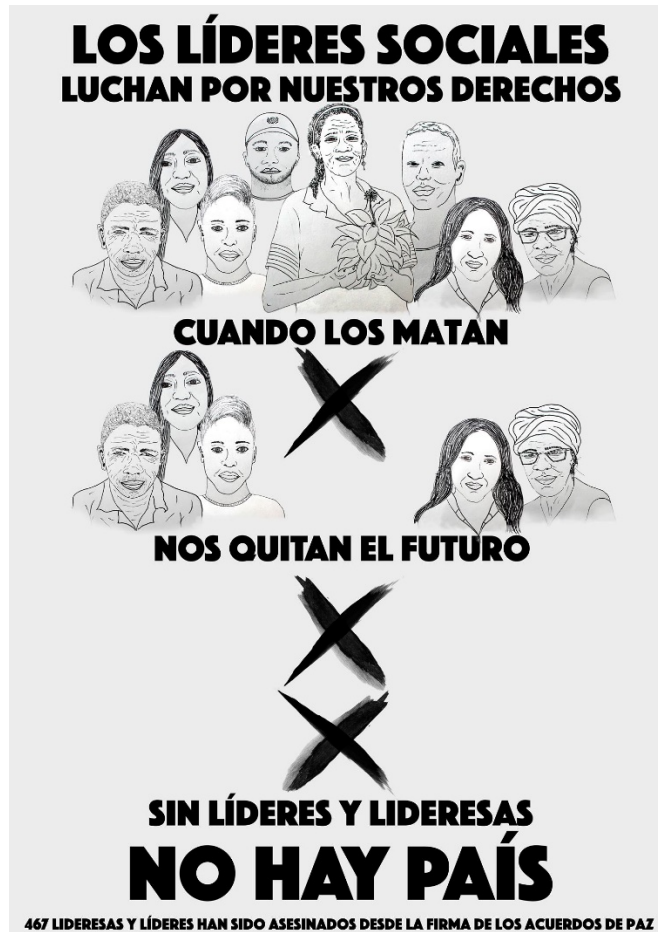 LOS LÍDERES SOCIALES
LUCHAN POR NUESTROS DERECHOS
CUANDO LOS MATAN
NOS QUITAN EL FUTURO
SIN LÍDERES Y LIDERESAS
NO HAY PAÍS
467 LIDERESAS Y LÍDERES HAN SIDO ASESINADOS DESDE LA FIRMA DE LOS ACUERDOS DE PAZ